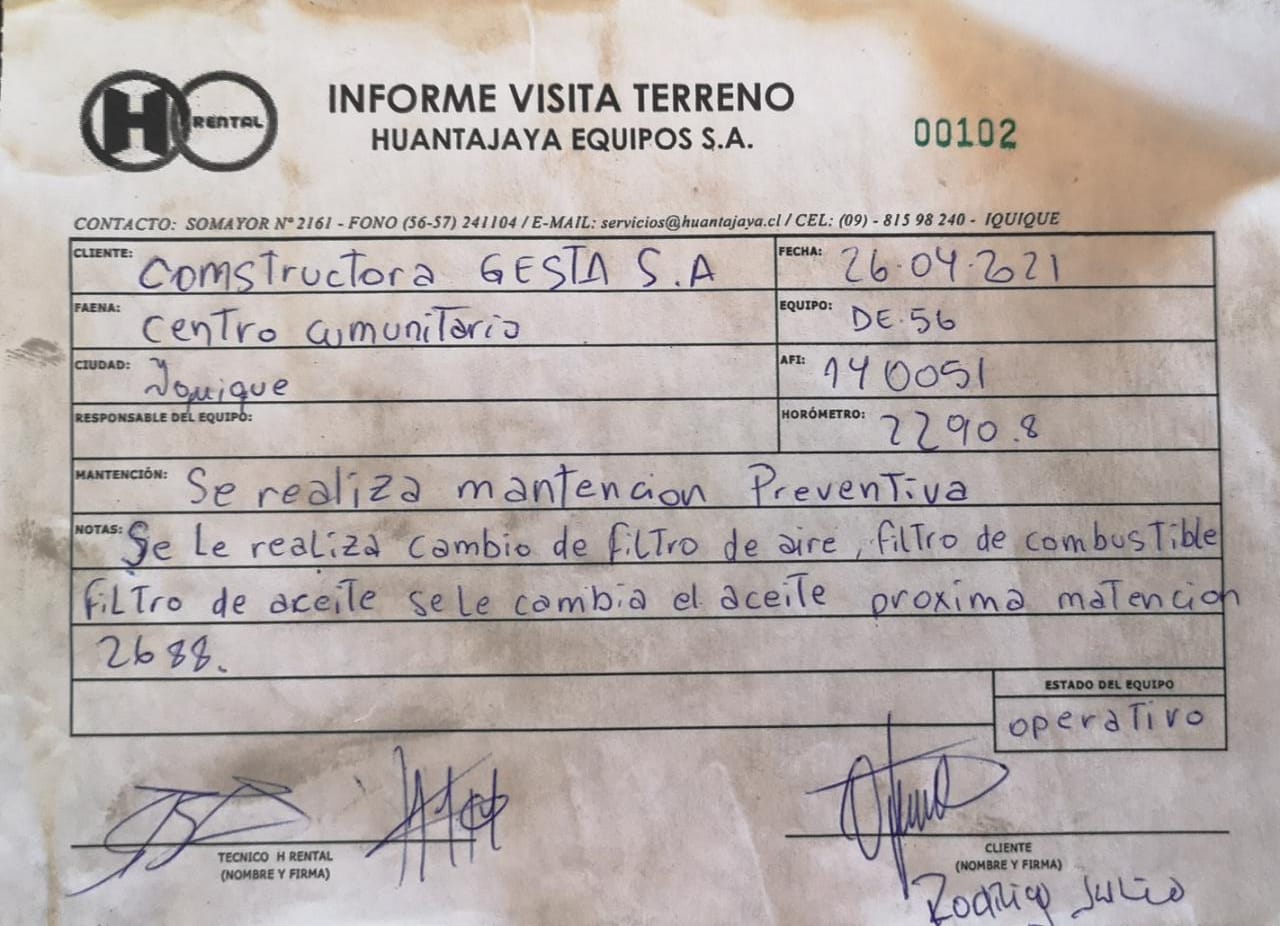 H RENTAL
INFORME VISITA TERRENO
HUANTAJAYA EQUIPOS S.A.
00102
CONTACTO: SOMAYOR N° 2161 - FONO (56-57) 241104 / E-MAIL: servicios@huantajaya.cl / CEL: (09) - 815 98 240 - IQUIQUE
CLIENTE: Comstructora GESTA S.A
FECHA: 26.04.2021
FAENA: Centro cumunitario
EQUIPO: DE.56
CIUDAD: Iquique
AFI: 140051
RESPONSABLE DEL EQUIPO:
HORÓMETRO: 2290.8
MANTENCIÓN: Se realiza mantencion Preventiva
NOTAS: Se Le realiza cambio de filtro de aire, filtro de combustible
filtro de aceite se le cambia el aceite proxima matencion
2688.
ESTADO DEL EQUIPO
operativo
TECNICO H RENTAL
(NOMBRE Y FIRMA)
CLIENTE
(NOMBRE Y FIRMA)
Rodrigo Julio